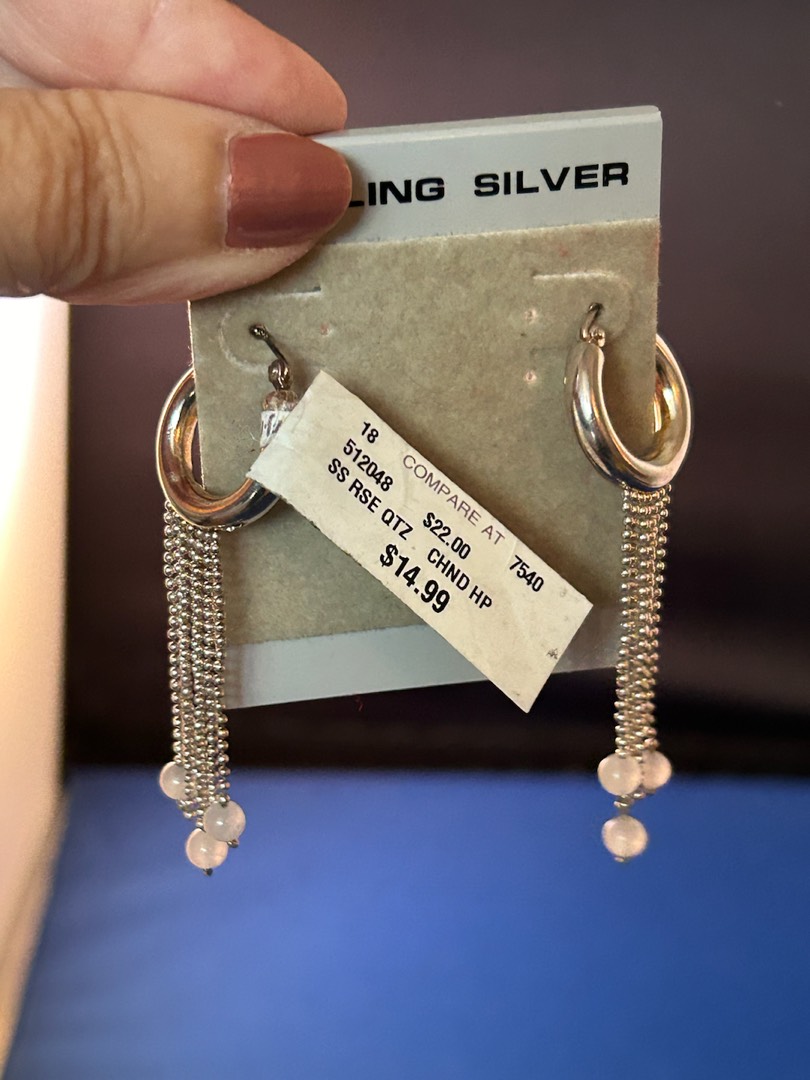 LING SILVER
18 COMPARE AT 7540
512048 $22.00
SS RSE QTZ CHND HP
$14.99